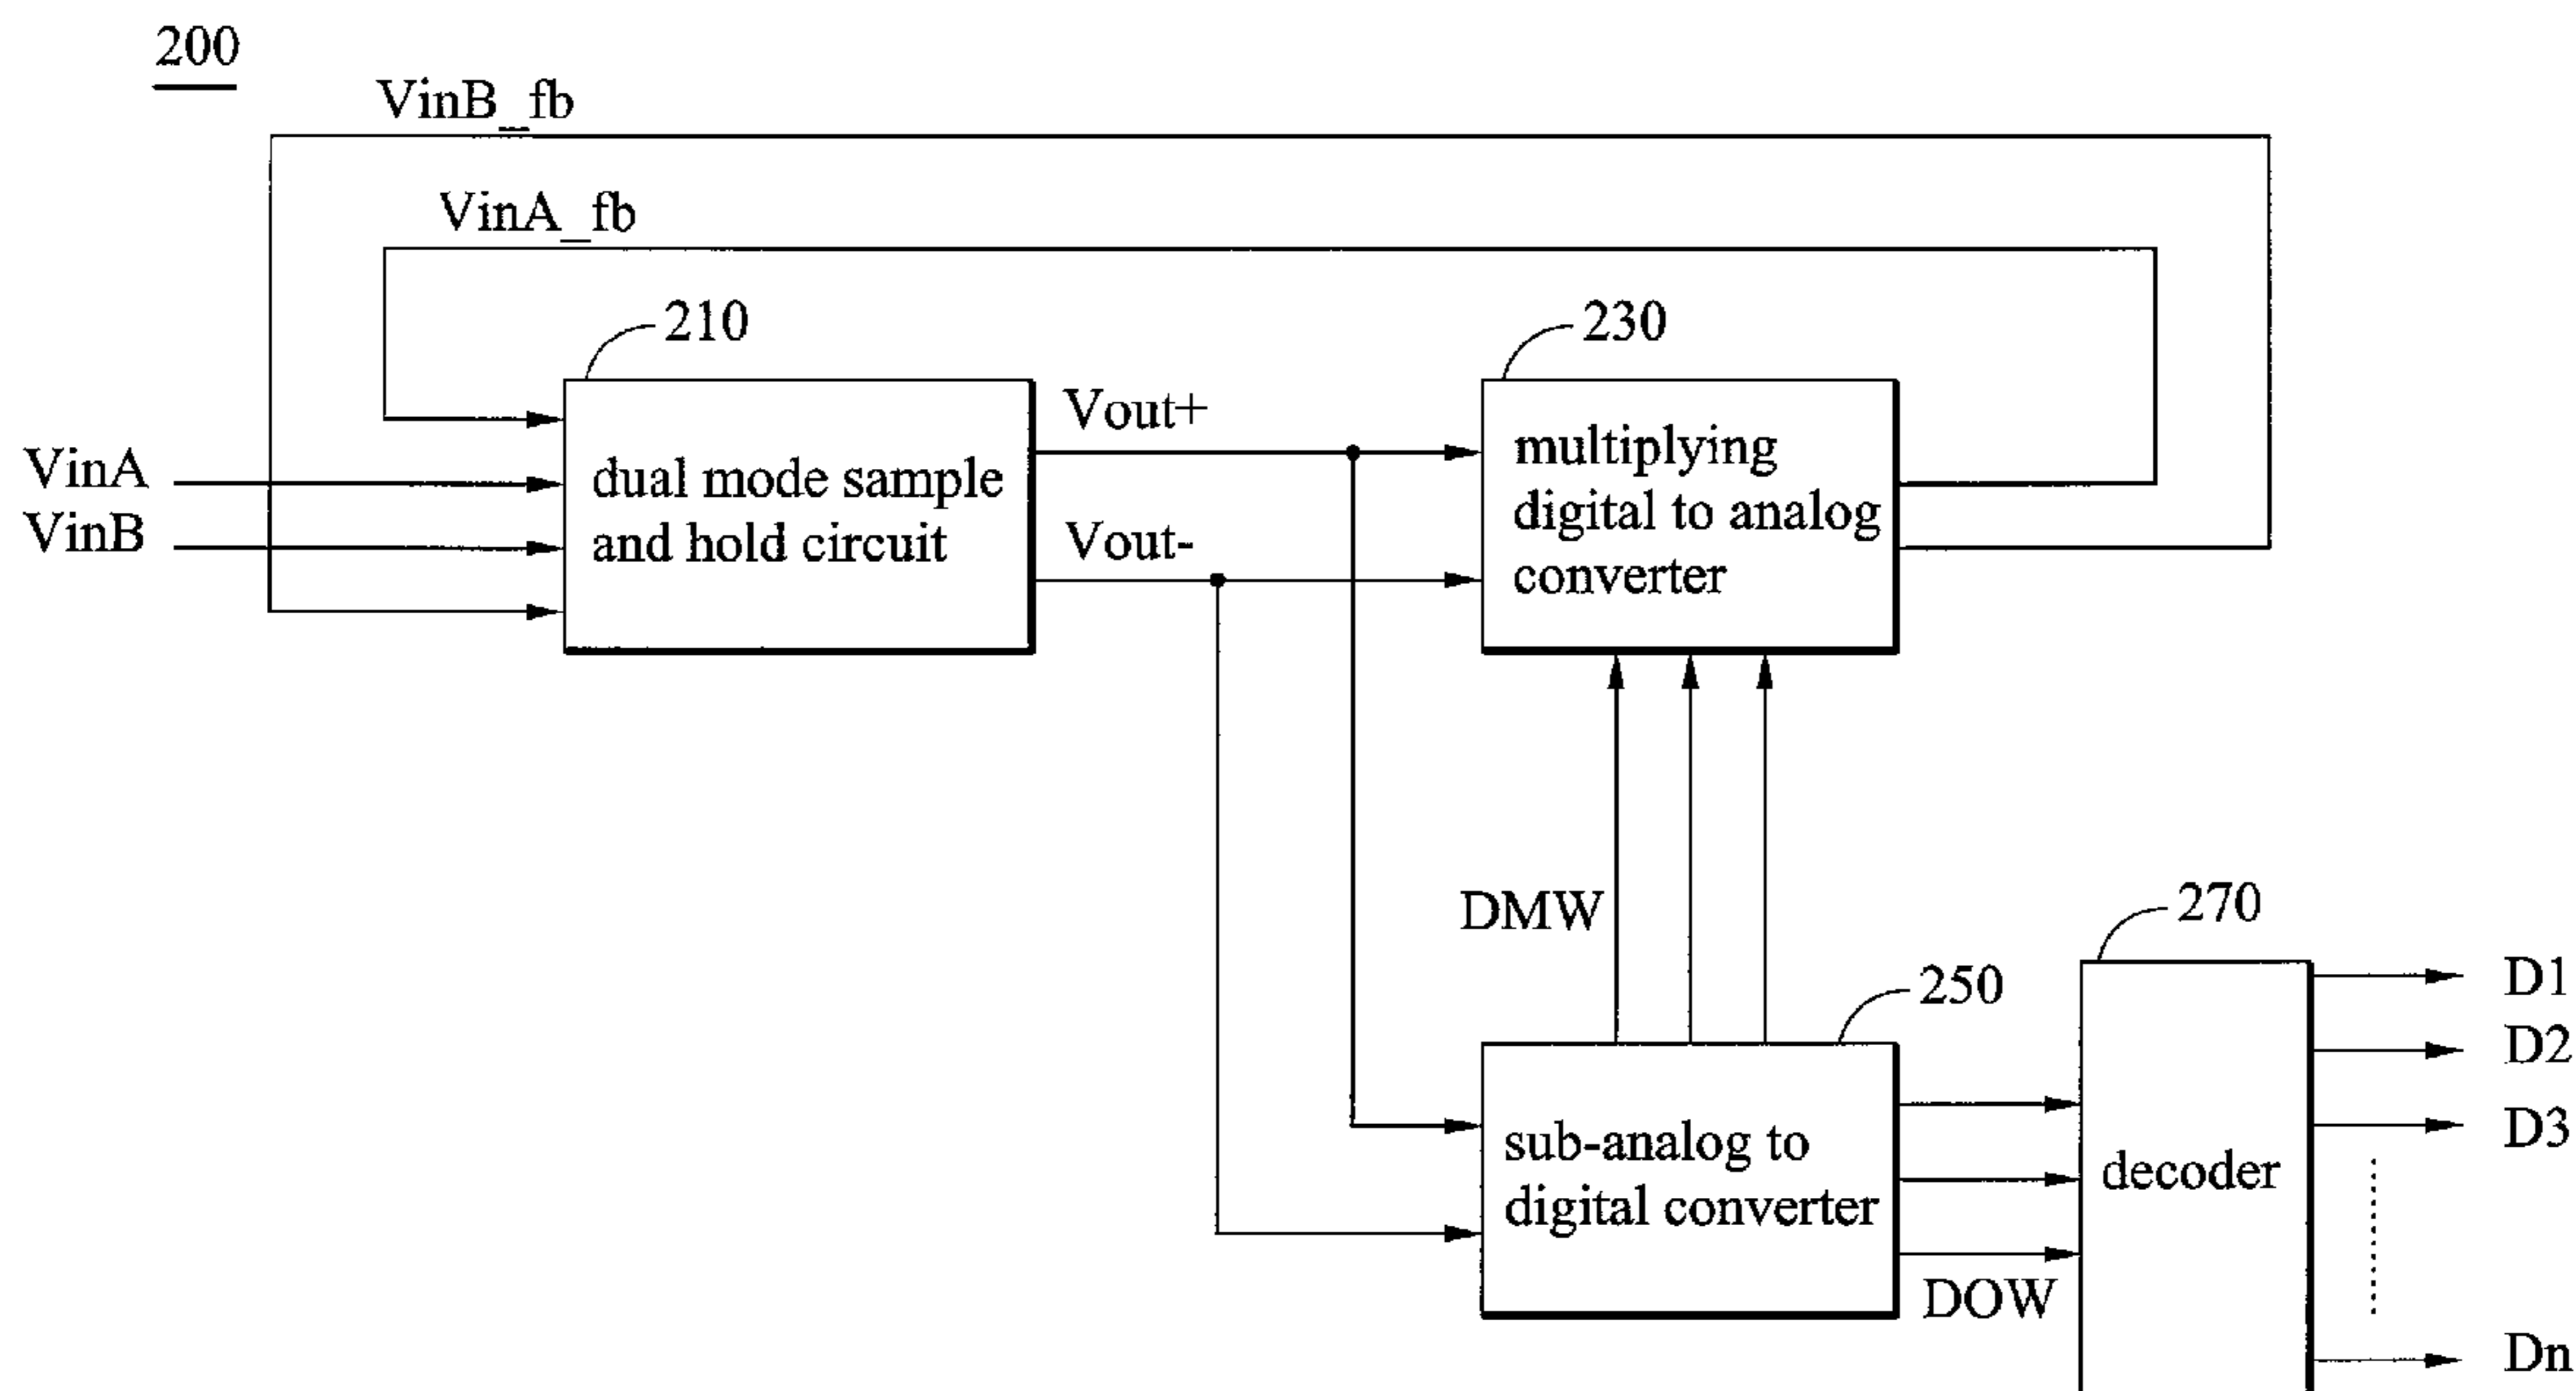 200
VinB_fb
VinA_fb
210
230
VinA
VinB
dual mode sample
and hold circuit
Vout+
Vout-
multiplying
digital to analog
converter
DMW
270
250
sub-analog to
digital converter
DOW
decoder
D1
D2
D3
Dn